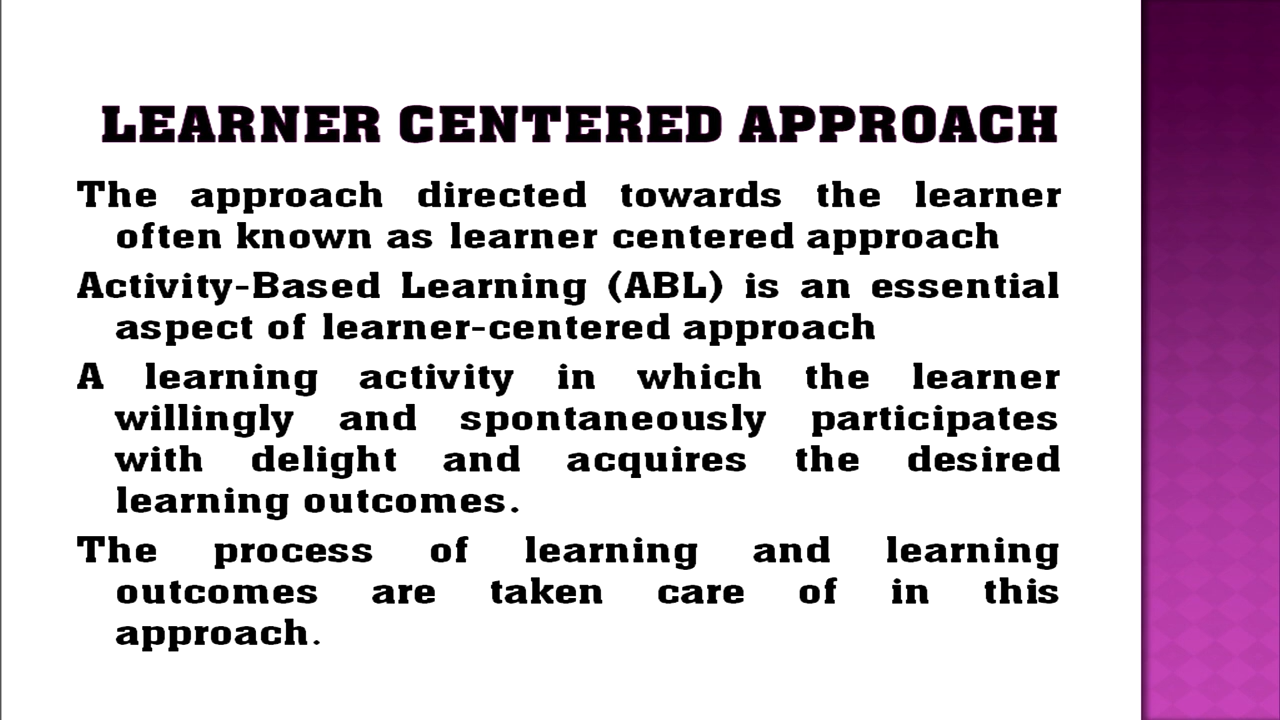 LEARNER CENTERED APPROACH
The approach directed towards the learner
often known as learner centered approach
Activity-Based Learning (ABL) is an essential
aspect of learner-centered approach
A learning activity in which the learner
willingly and spontaneously participates
with delight and acquires the desired
learning outcomes.
The process of learning and learning
outcomes are taken care of in this
approach.